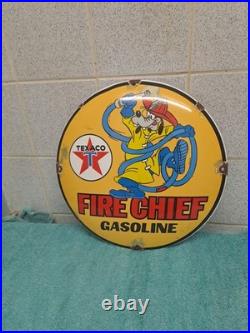 TEXACO
T
FIRE CHIEF
GASOLINE